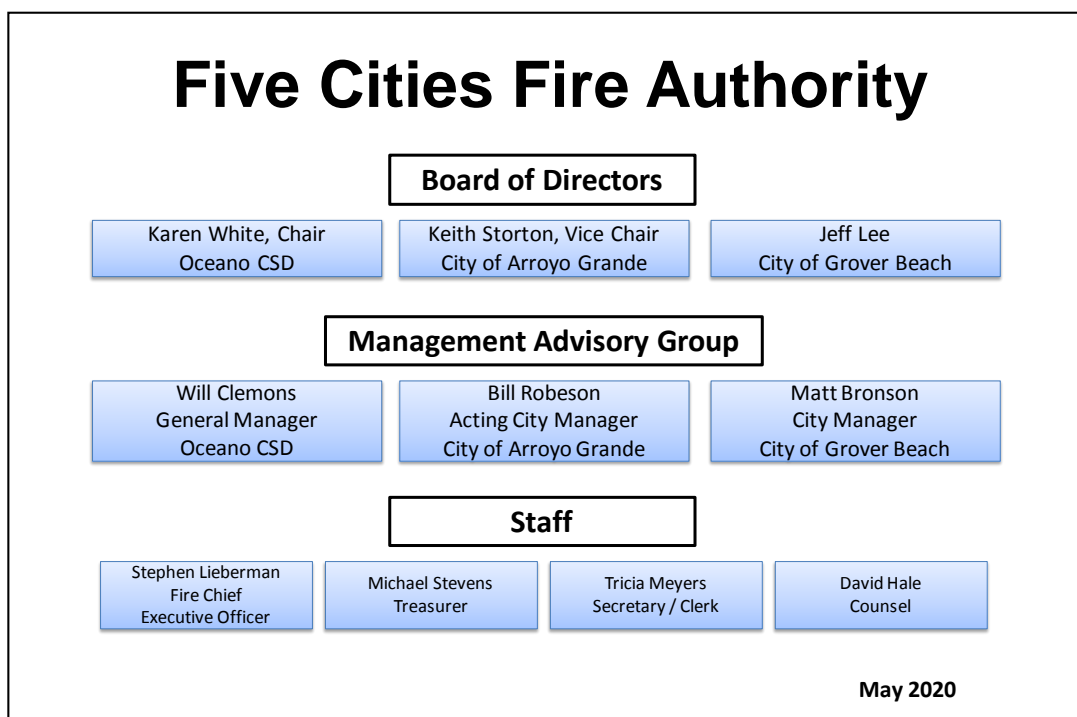 Five Cities Fire Authority
Board of Directors
Karen White, Chair
Oceano CSD
Keith Storton, Vice Chair
City of Arroyo Grande
Jeff Lee
City of Grover Beach
Management Advisory Group
Will Clemons
General Manager
Oceano CSD
Bill Robeson
Acting City Manager
City of Arroyo Grande
Matt Bronson
City Manager
City of Grover Beach
Staff
Stephen Lieberman
Fire Chief
Executive Officer
Michael Stevens
Treasurer
Tricia Meyers
Secretary / Clerk
David Hale
Counsel
May 2020